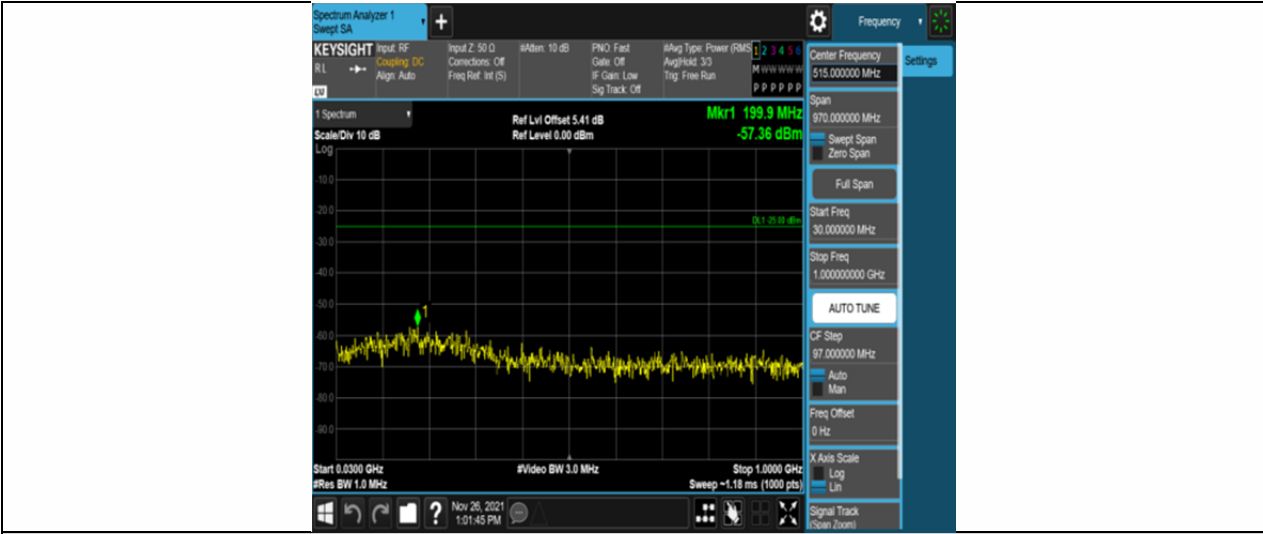 Spectrum Analyzer 1
Swept SA
+
Frequency
KEYSIGHT
RL
LV
Input: RF
Coupling: DC
Align: Auto
Input Z: 50 Ω
Corrections: Off
Freq Ref: Int (S)
#Atten: 10 dB
PNO: Fast
Gate: Off
IF Gain: Low
Sig Track: Off
#Avg Type: Power (RMS
Avg|Hold: 3/3
Trig: Free Run
1 2 3 4 5 6
M W W W W W
P P P P P P
1 Spectrum
Scale/Div 10 dB
Log
Ref Lvl Offset 5.41 dB
Ref Level 0.00 dBm
Mkr1 199.9 MHz
-57.36 dBm
-10.0
-20.0
DL1 -25.00 dBm
-30.0
-40.0
-50.0
1
-60.0
-70.0
-80.0
-90.0
Start 0.0300 GHz
#Res BW 1.0 MHz
#Video BW 3.0 MHz
Stop 1.0000 GHz
Sweep ~1.18 ms (1000 pts)
?
Nov 26, 2021
1:01:45 PM
Center Frequency
515.000000 MHz
Settings
Span
970.000000 MHz
Swept Span
Zero Span
Full Span
Start Freq
30.000000 MHz
Stop Freq
1.000000000 GHz
AUTO TUNE
CF Step
97.000000 MHz
Auto
Man
Freq Offset
0 Hz
X Axis Scale
Log
Lin
Signal Track
(Span Zoom)